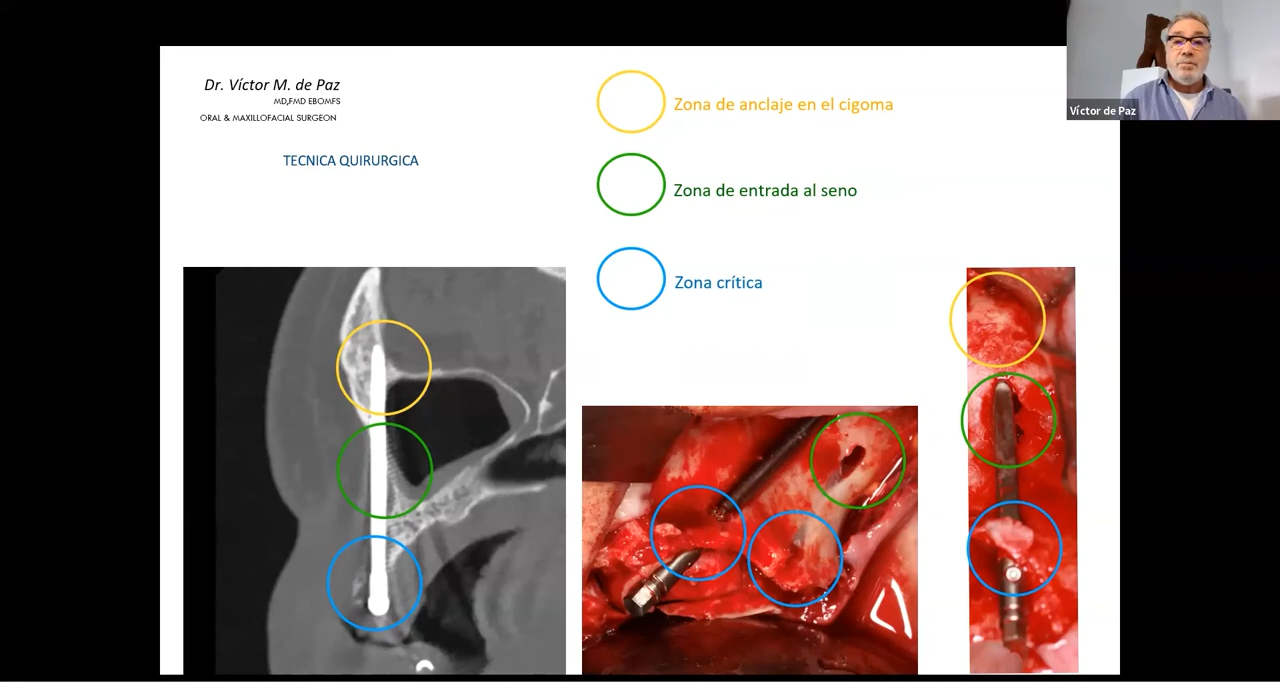 Dr. Víctor M. de Paz
MD,FMD EBOMFS
ORAL & MAXILLOFACIAL SURGEON
TECNICA QUIRURGICA
Zona de anclaje en el cigoma
Zona de entrada al seno
Zona crítica
Víctor de Paz